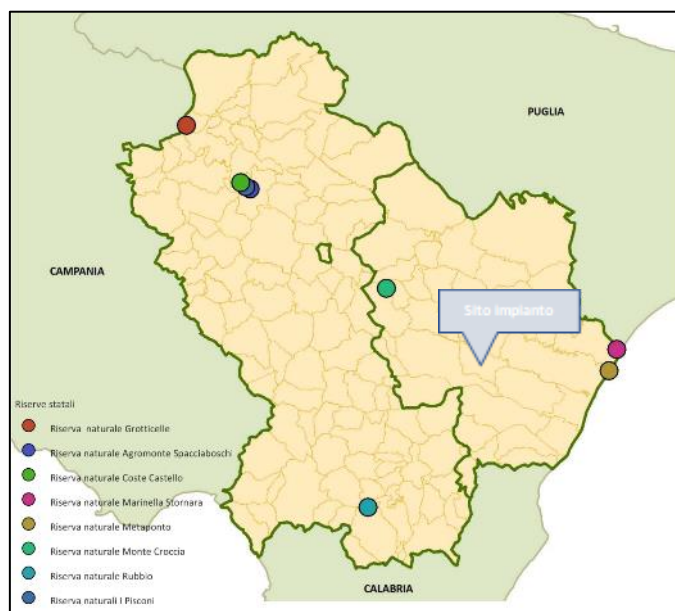 PUGLIA
CAMPANIA
Sito Impianto
Riserve statali
Riserva naturale Grotticelle
Riserva naturale Agromonte Spacciaboschi
Riserva naturale Coste Castello
Riserva naturale Marinella Stornara
Riserva naturale Metaponto
Riserva naturale Monte Croccia
Riserva naturale Rubbio
Riserva naturali I Pisconi
CALABRIA